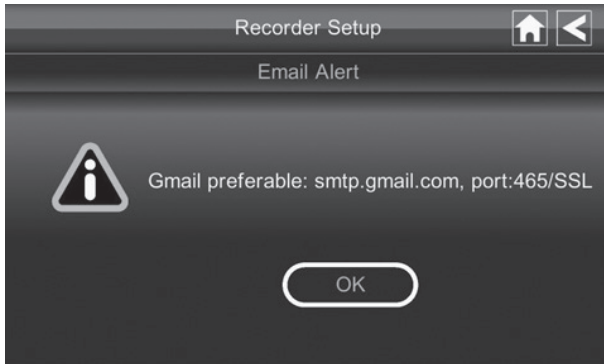 Recorder Setup
Email Alert
Gmail preferable: smtp.gmail.com, port:465/SSL
OK